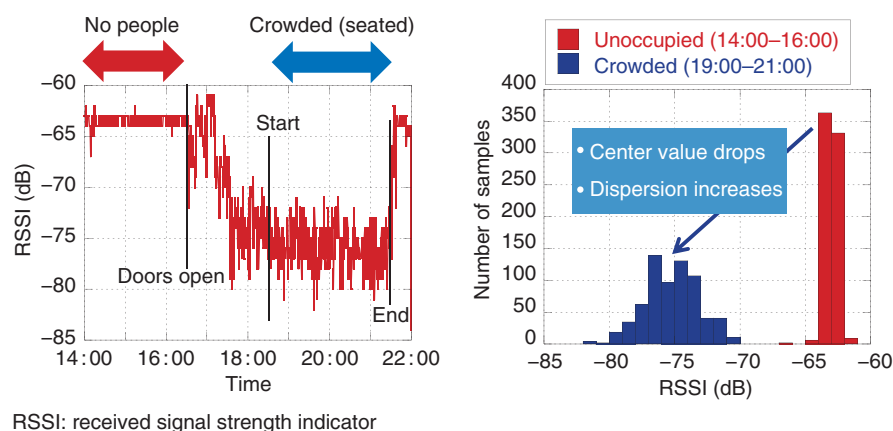 No people
Crowded (seated)
−60
−65
−70
−75
−80
−85
RSSI (dB)
Start
Doors open
End
14:00
16:00
18:00
20:00
22:00
Time
Unoccupied (14:00–16:00)
Crowded (19:00–21:00)
400
350
300
250
200
150
100
50
0
Number of samples
• Center value drops
• Dispersion increases
−85
−80
−75
−70
−65
−60
RSSI (dB)
RSSI: received signal strength indicator